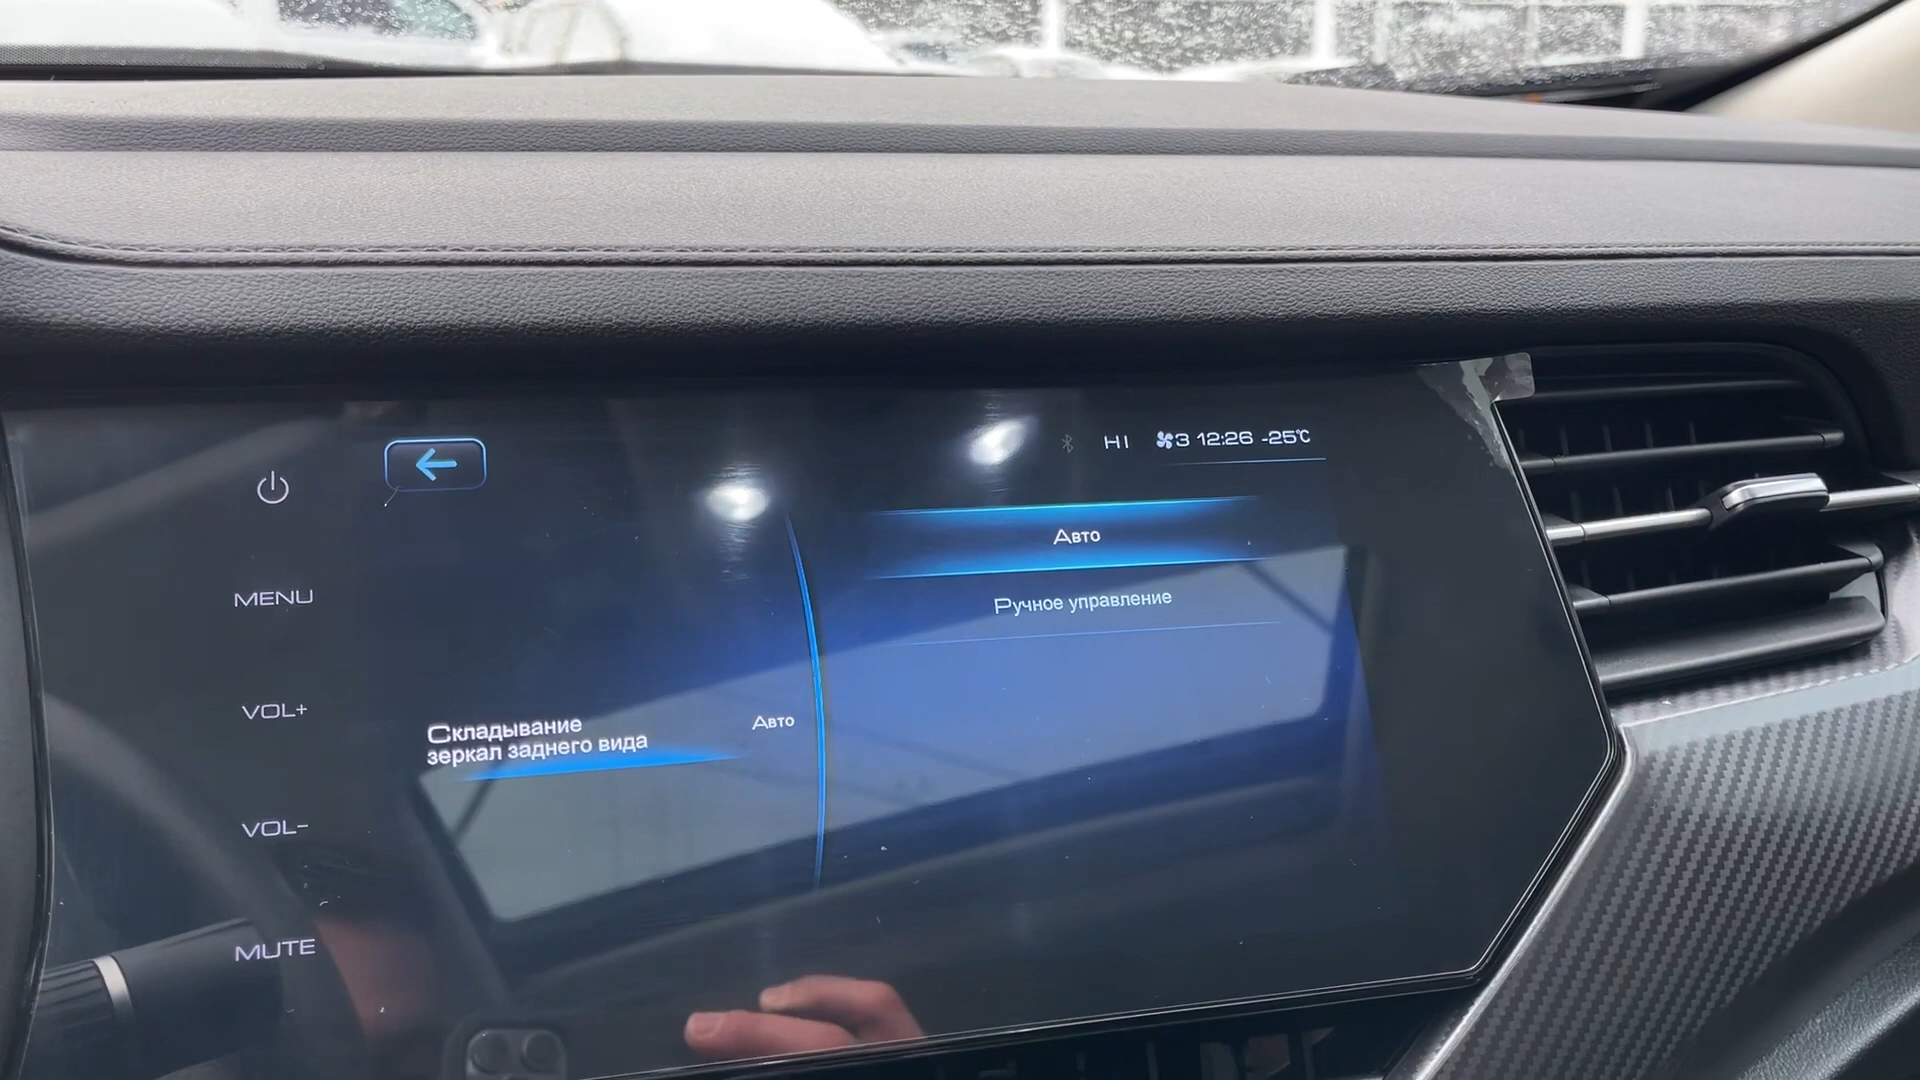 HI 3 12:26 -25℃
MENU
VOL+
VOL-
MUTE
Складывание
зеркал заднего вида
Авто
Авто
Ручное управление